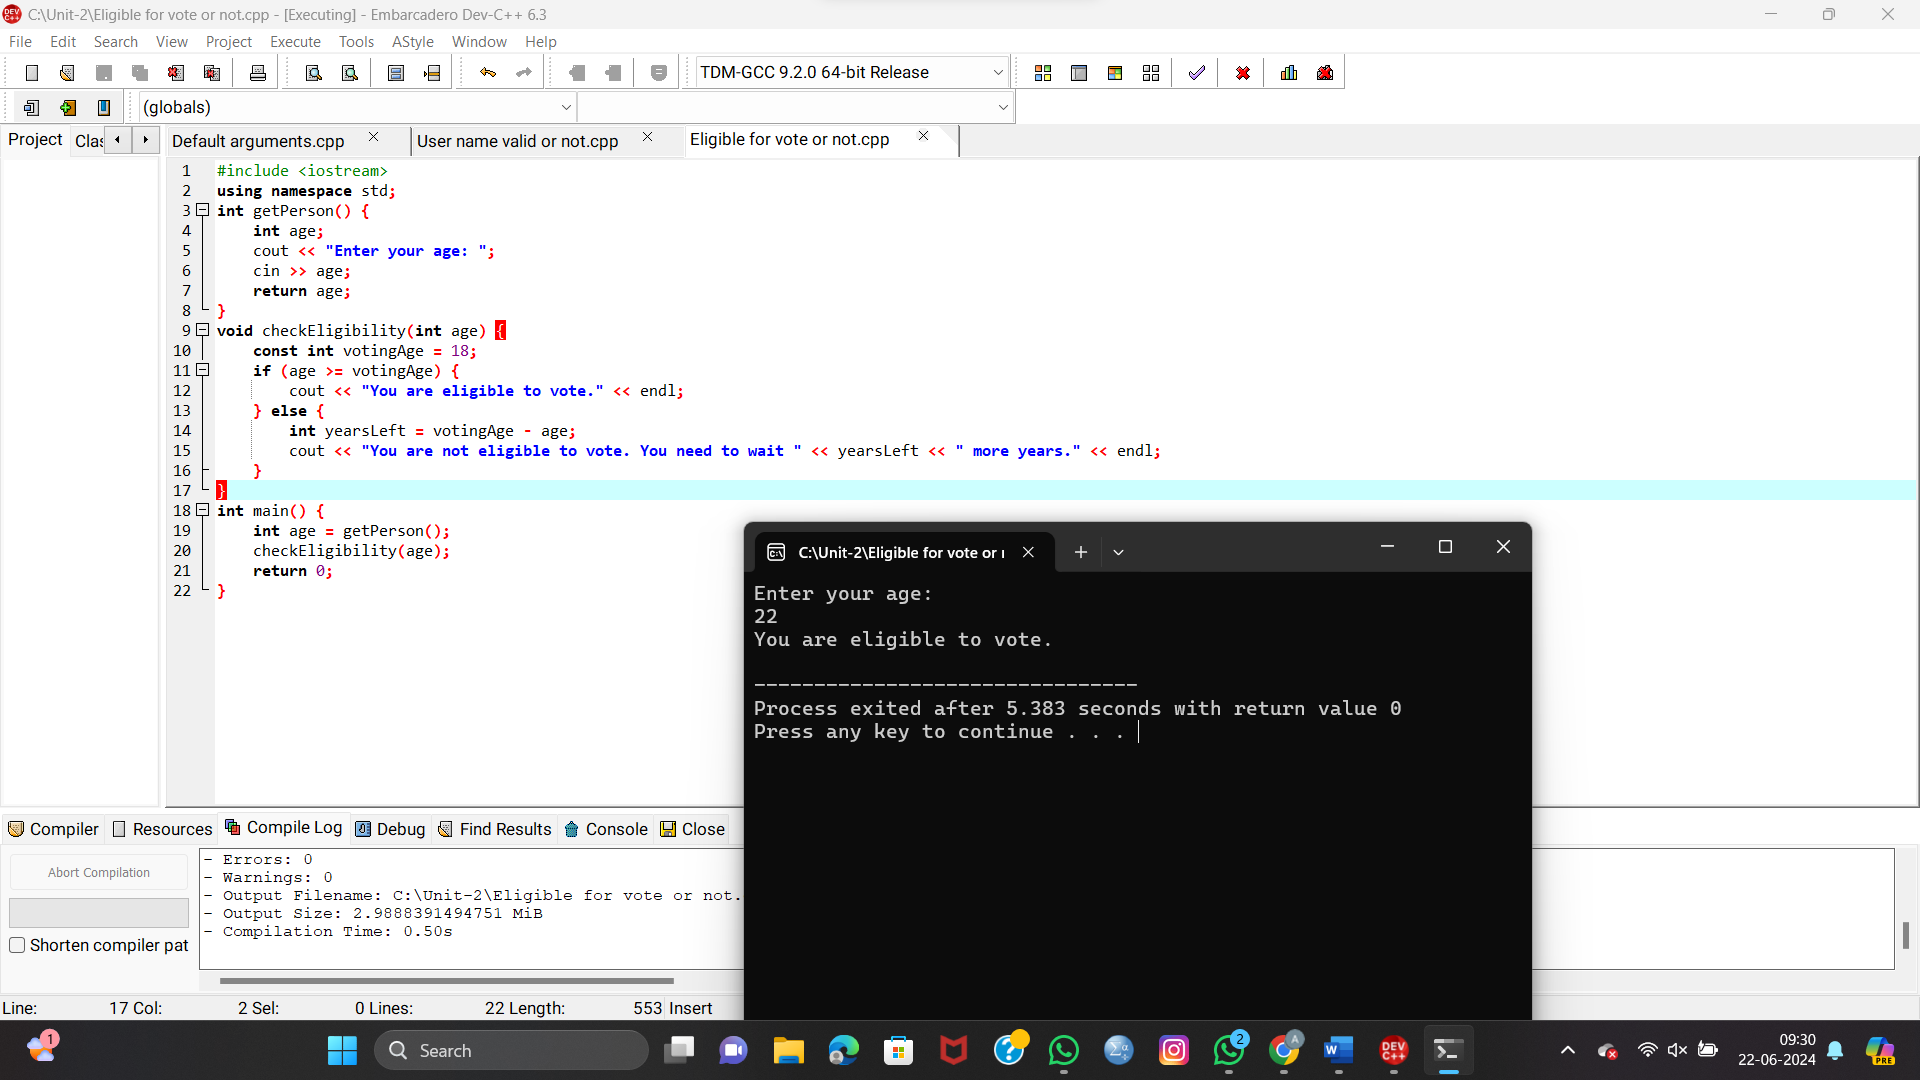 C:\Unit-2\Eligible for vote or not.cpp - [Executing] - Embarcadero Dev-C++ 6.3
File Edit Search View Project Execute Tools AStyle Window Help
TDM-GCC 9.2.0 64-bit Release
(globals)
Project Clas Default arguments.cpp User name valid or not.cpp Eligible for vote or not.cpp
1 #include <iostream>
2 using namespace std;
3 int getPerson() {
4 int age;
5 cout << "Enter your age: ";
6 cin >> age;
7 return age;
8 }
9 void checkEligibility(int age) {
10 const int votingAge = 18;
11 if (age >= votingAge) {
12 cout << "You are eligible to vote." << endl;
13 } else {
14 int yearsLeft = votingAge - age;
15 cout << "You are not eligible to vote. You need to wait " << yearsLeft << " more years." << endl;
16 }
17 }
18 int main() {
19 int age = getPerson();
20 checkEligibility(age);
21 return 0;
22 }
C:\Unit-2\Eligible for vote or
Enter your age:
22
You are eligible to vote.
--------------------------------
Process exited after 5.383 seconds with return value 0
Press any key to continue . . .
Compiler Resources Compile Log Debug Find Results Console Close
Abort Compilation
Shorten compiler pat
- Errors: 0
- Warnings: 0
- Output Filename: C:\Unit-2\Eligible for vote or not.
- Output Size: 2.9888391494751 MiB
- Compilation Time: 0.50s
Line: 17 Col: 2 Sel: 0 Lines: 22 Length: 553 Insert
1
Search
2
A
DEV C++
09:30
22-06-2024
PRE